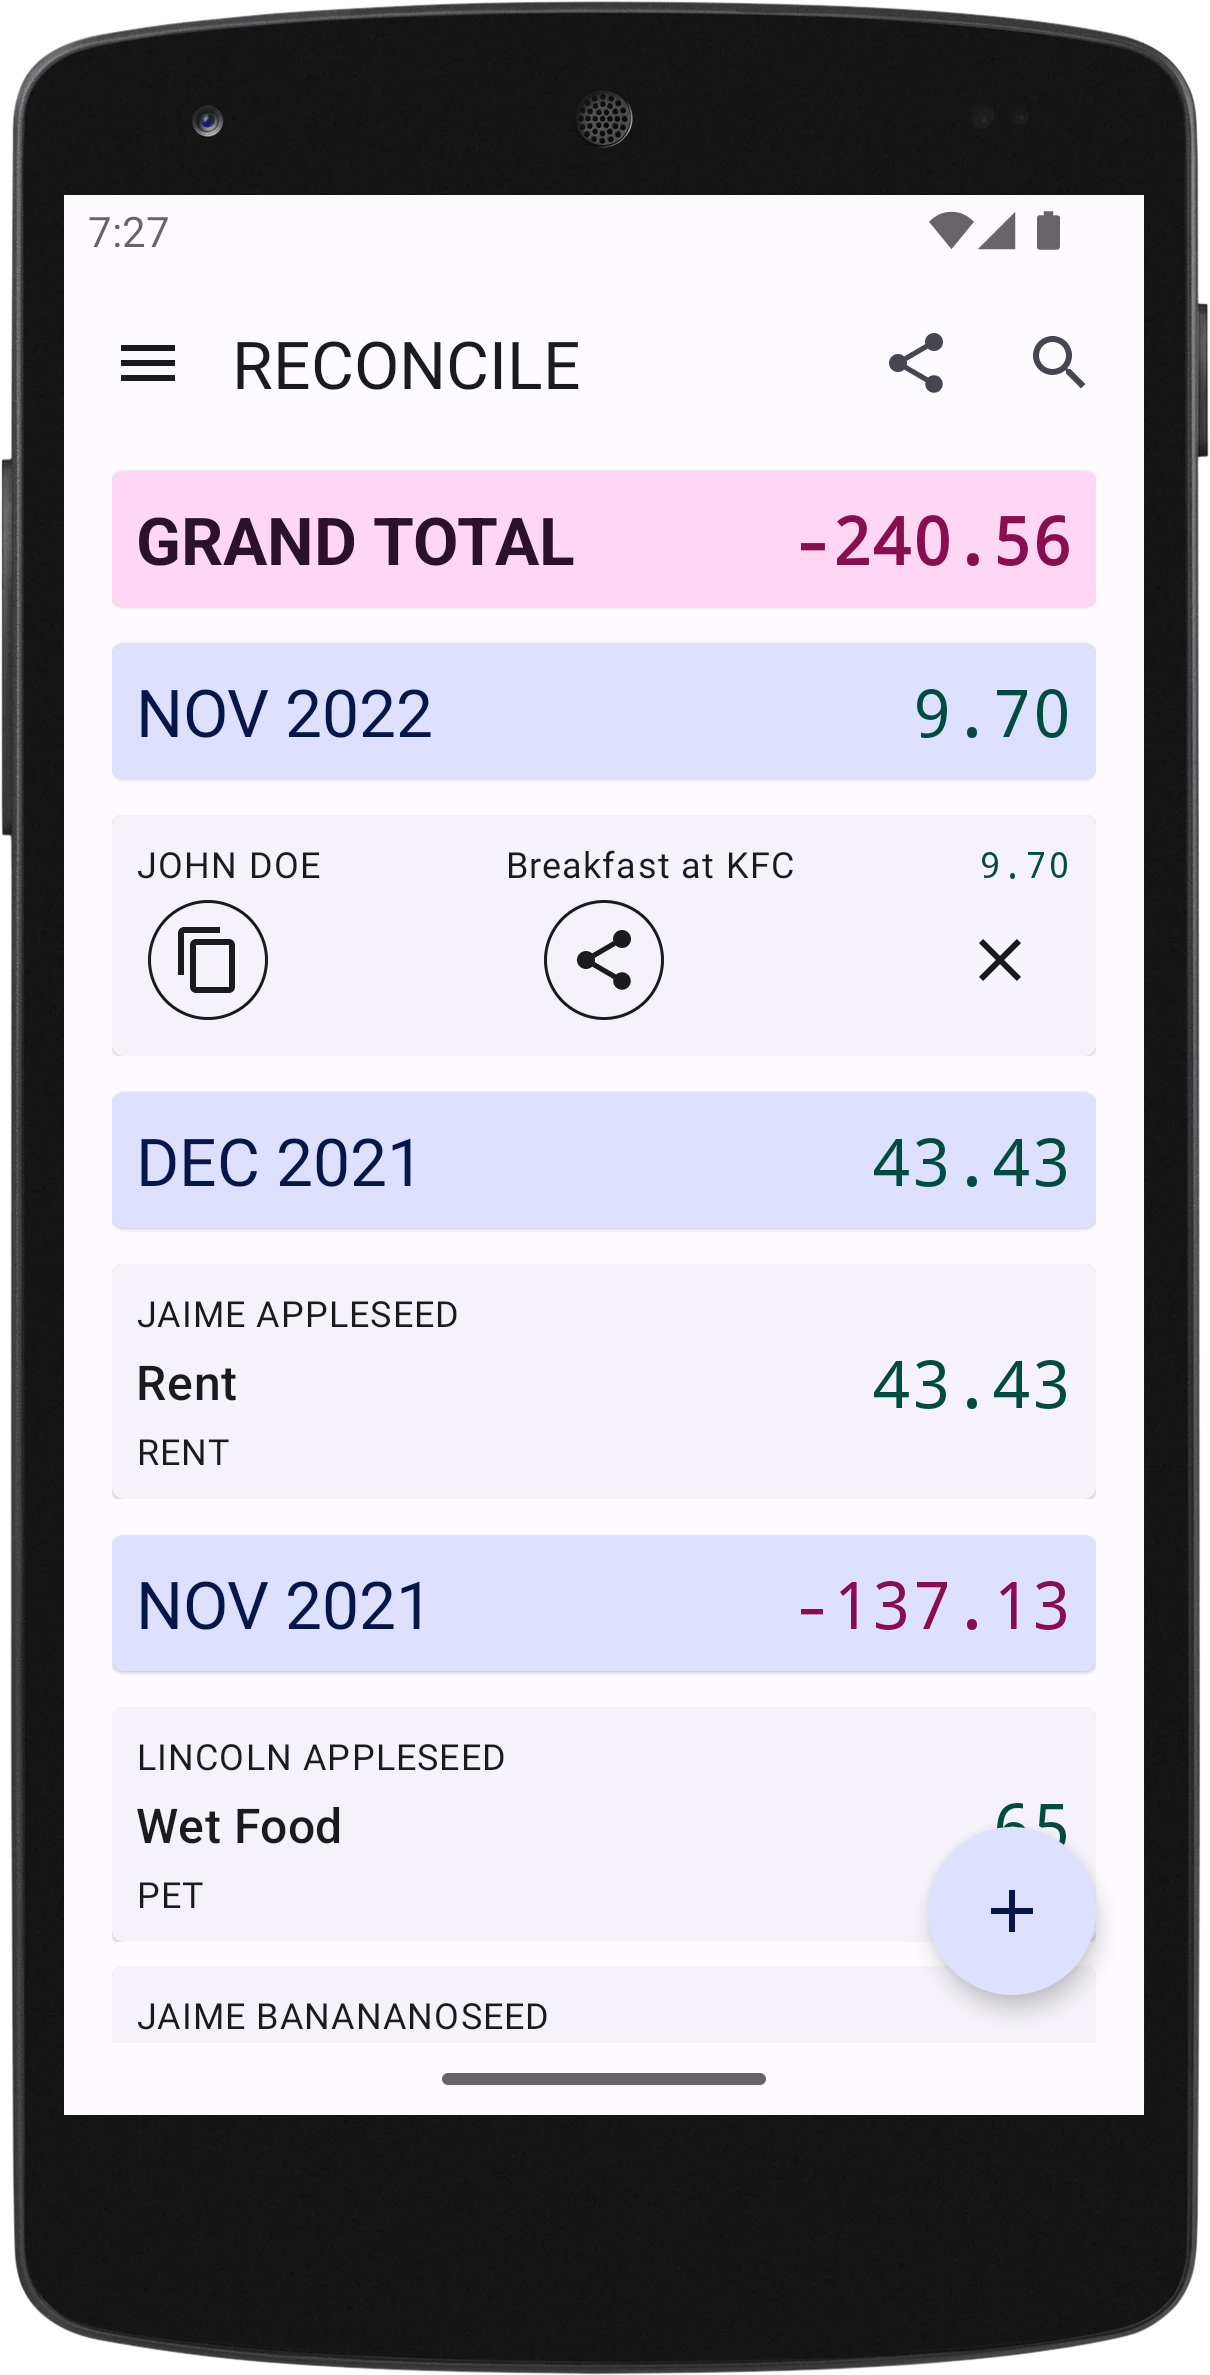 7:27
RECONCILE
GRAND TOTAL -240.56
NOV 2022 9.70
JOHN DOE Breakfast at KFC 9.70
DEC 2021 43.43
JAIME APPLESEED
Rent 43.43
RENT
NOV 2021 -137.13
LINCOLN APPLESEED
Wet Food 65
PET
JAIME BANANANOSEED